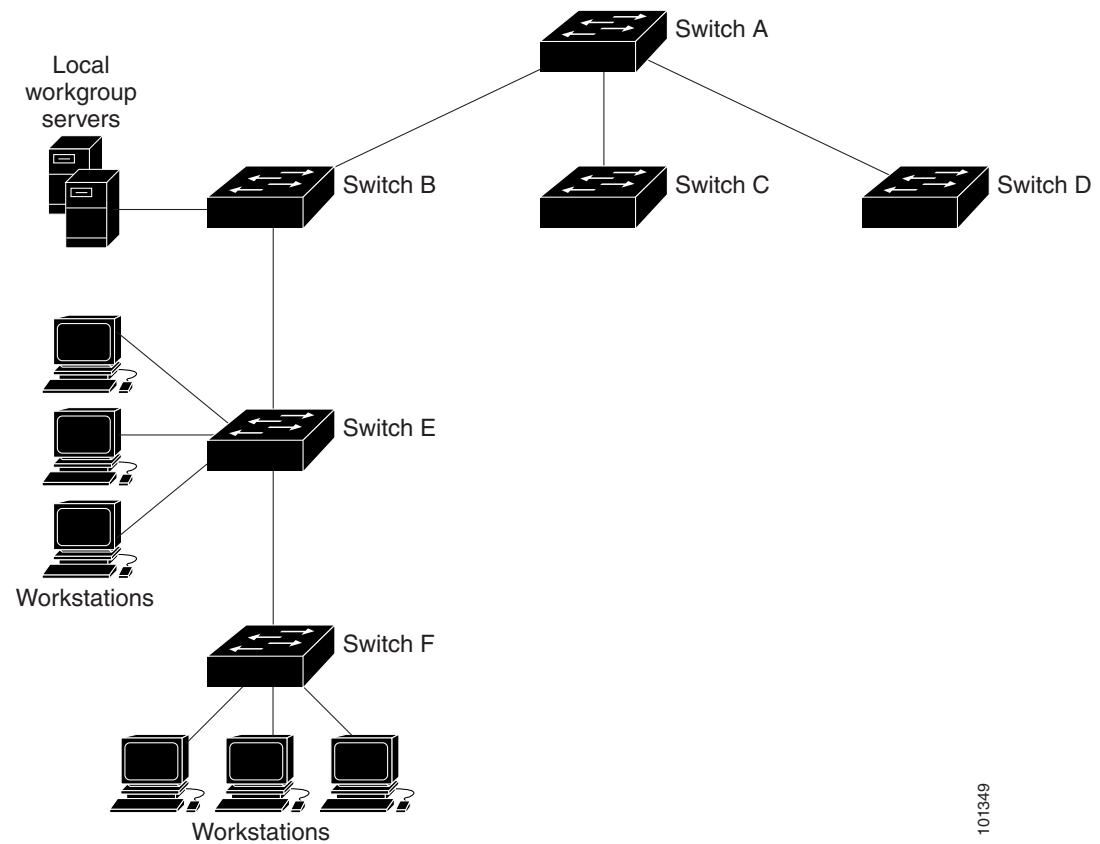 Switch A
Local
workgroup
servers
Switch B
Switch C
Switch D
Switch E
Workstations
Switch F
Workstations
101349